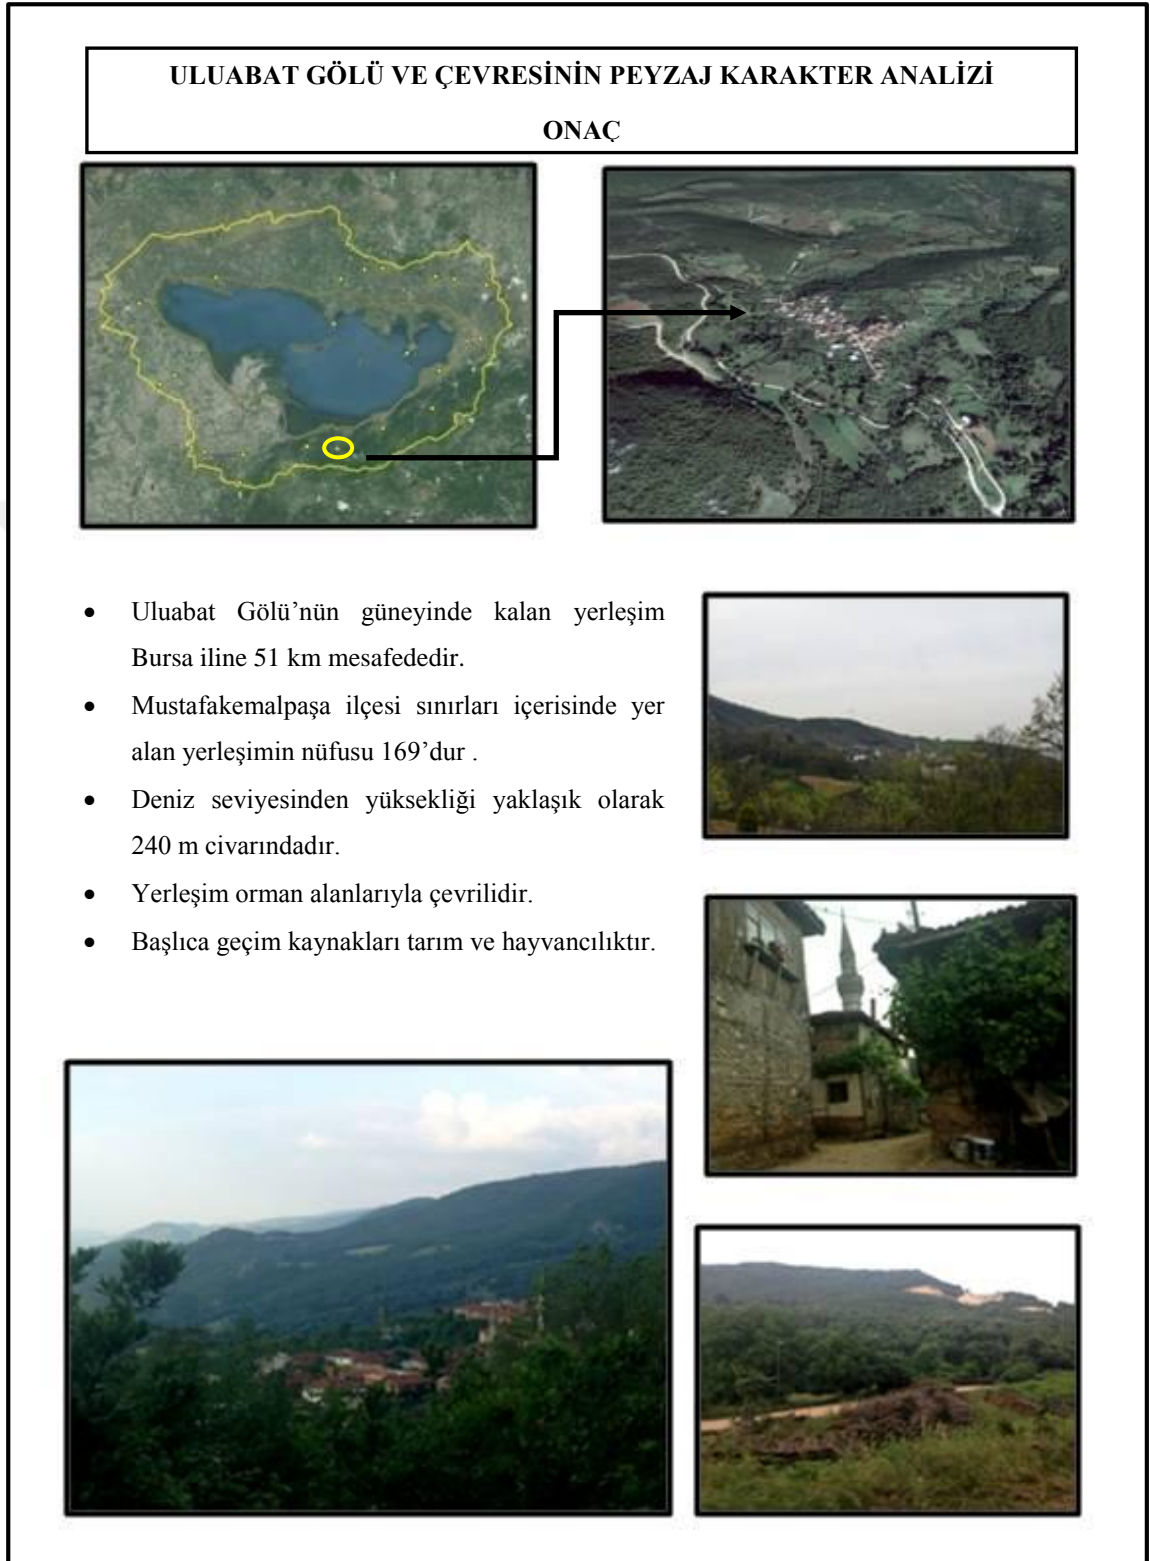 ULUABAT GÖLÜ VE ÇEVRESİNİN PEYZAJ KARAKTER ANALİZİ
ONAÇ
• Uluabat Gölü’nün güneyinde kalan yerleşim
Bursa iline 51 km mesafededir.
• Mustafakemalpaşa ilçesi sınırları içerisinde yer
alan yerleşimin nüfusu 169’dur .
• Deniz seviyesinden yüksekliği yaklaşık olarak
240 m civarındadır.
• Yerleşim orman alanlarıyla çevrilidir.
• Başlıca geçim kaynakları tarım ve hayvancılıktır.